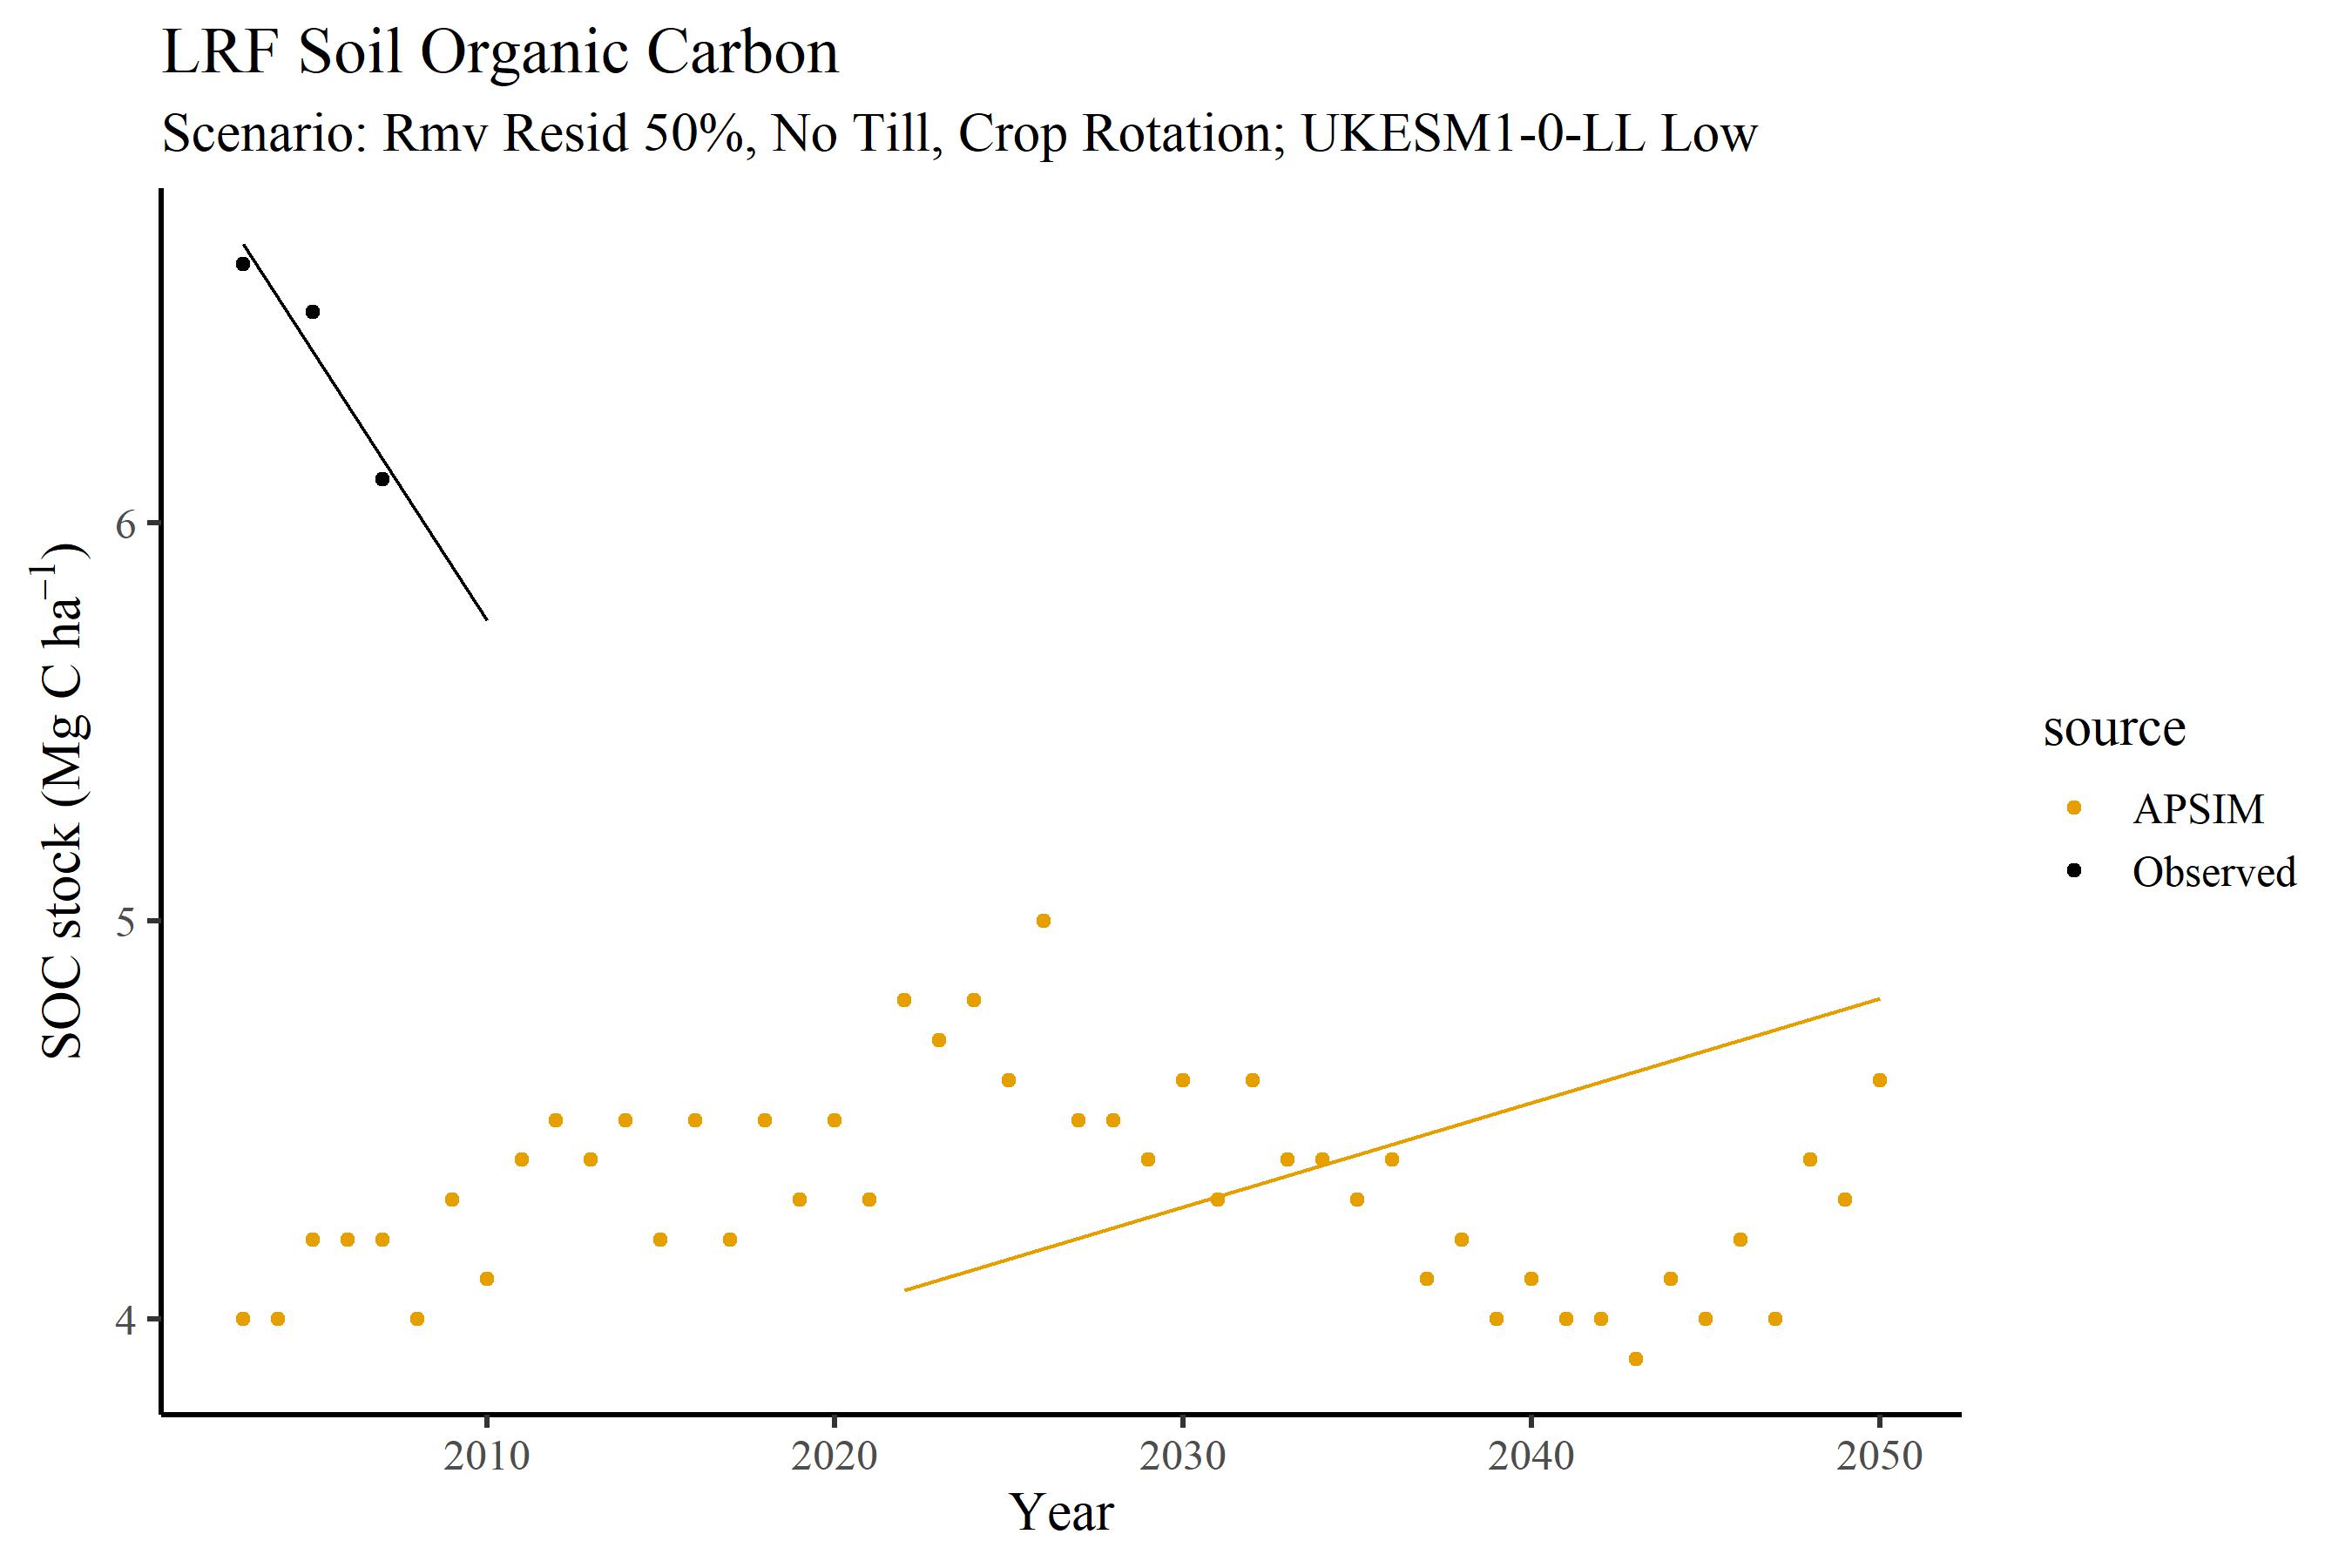 LRF Soil Organic Carbon
Scenario: Rmv Resid 50%, No Till, Crop Rotation; UKESM1-0-LL Low
SOC stock (Mg C ha⁻¹)
6
5
4
2010 2020 2030 2040 2050
Year
source
APSIM
Observed